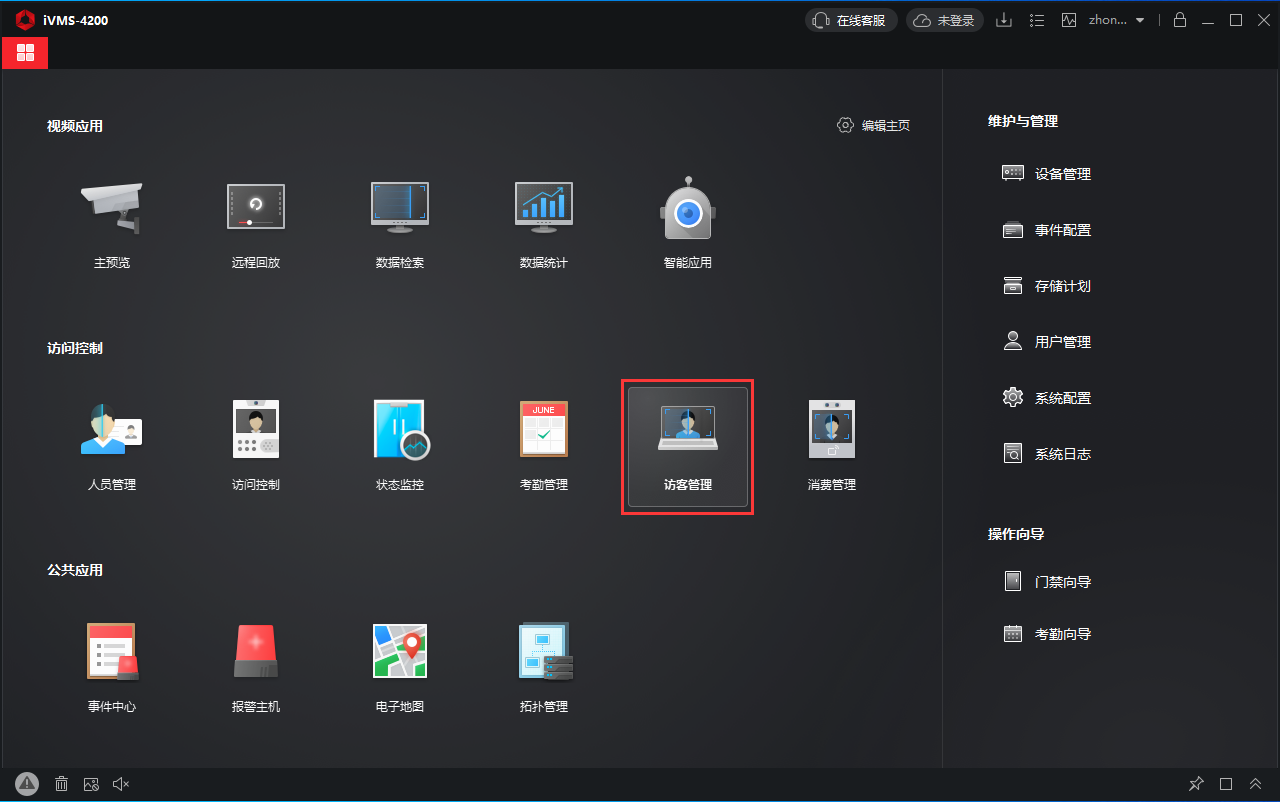 iVMS-4200
在线客服
未登录
zhon...
视频应用
编辑主页
主预览
远程回放
数据检索
数据统计
智能应用
访问控制
人员管理
访问控制
状态监控
JUNE
考勤管理
访客管理
消费管理
公共应用
事件中心
报警主机
电子地图
拓扑管理
维护与管理
设备管理
事件配置
存储计划
用户管理
系统配置
系统日志
操作向导
门禁向导
考勤向导